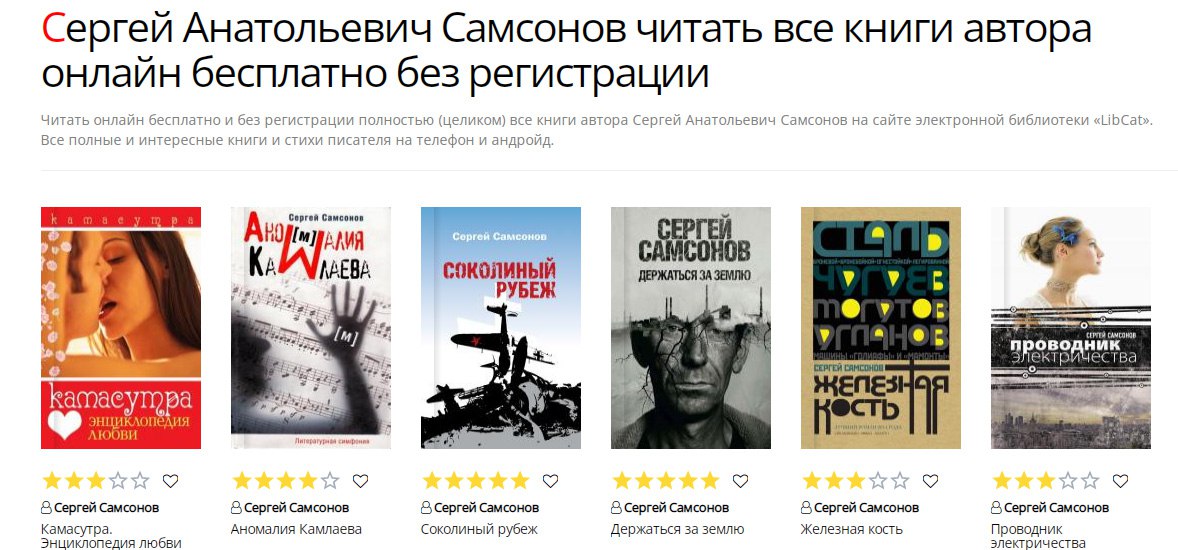 Сергей Анатольевич Самсонов читать все книги автора
онлайн бесплатно без регистрации
Читать онлайн бесплатно и без регистрации полностью (целиком) все книги автора Сергей Анатольевич Самсонов на сайте электронной библиотеки «LibCat».
Все полные и интересные книги и стихи писателя на телефон и андройд.
камасутра
камасутра
энциклопедия
любви
Сергей Самсонов
Ано[м]алия
Камлаева
[м]
Литературная симфония
Сергей Самсонов
СОКОЛИНЫЙ
РУБЕЖ
СЕРГЕЙ
САМСОНОВ
ДЕРЖАТЬСЯ ЗА ЗЕМЛЮ
СТАЛЬ
ЧУГУЕВ
МОГУТОВ
УГЛАНОВ
МАШИНЫ «ГОЛИАФЫ» И «МАМОНТЫ»
СЕРГЕЙ САМСОНОВ
ЖЕЛЕЗНАЯ
КОСТЬ
СЕРГЕЙ САМСОНОВ
проводник
электричества
Сергей Самсонов
Камасутра.
Энциклопедия любви
Сергей Самсонов
Аномалия Камлаева
Сергей Самсонов
Соколиный рубеж
Сергей Самсонов
Держаться за землю
Сергей Самсонов
Железная кость
Сергей Самсонов
Проводник
электричества